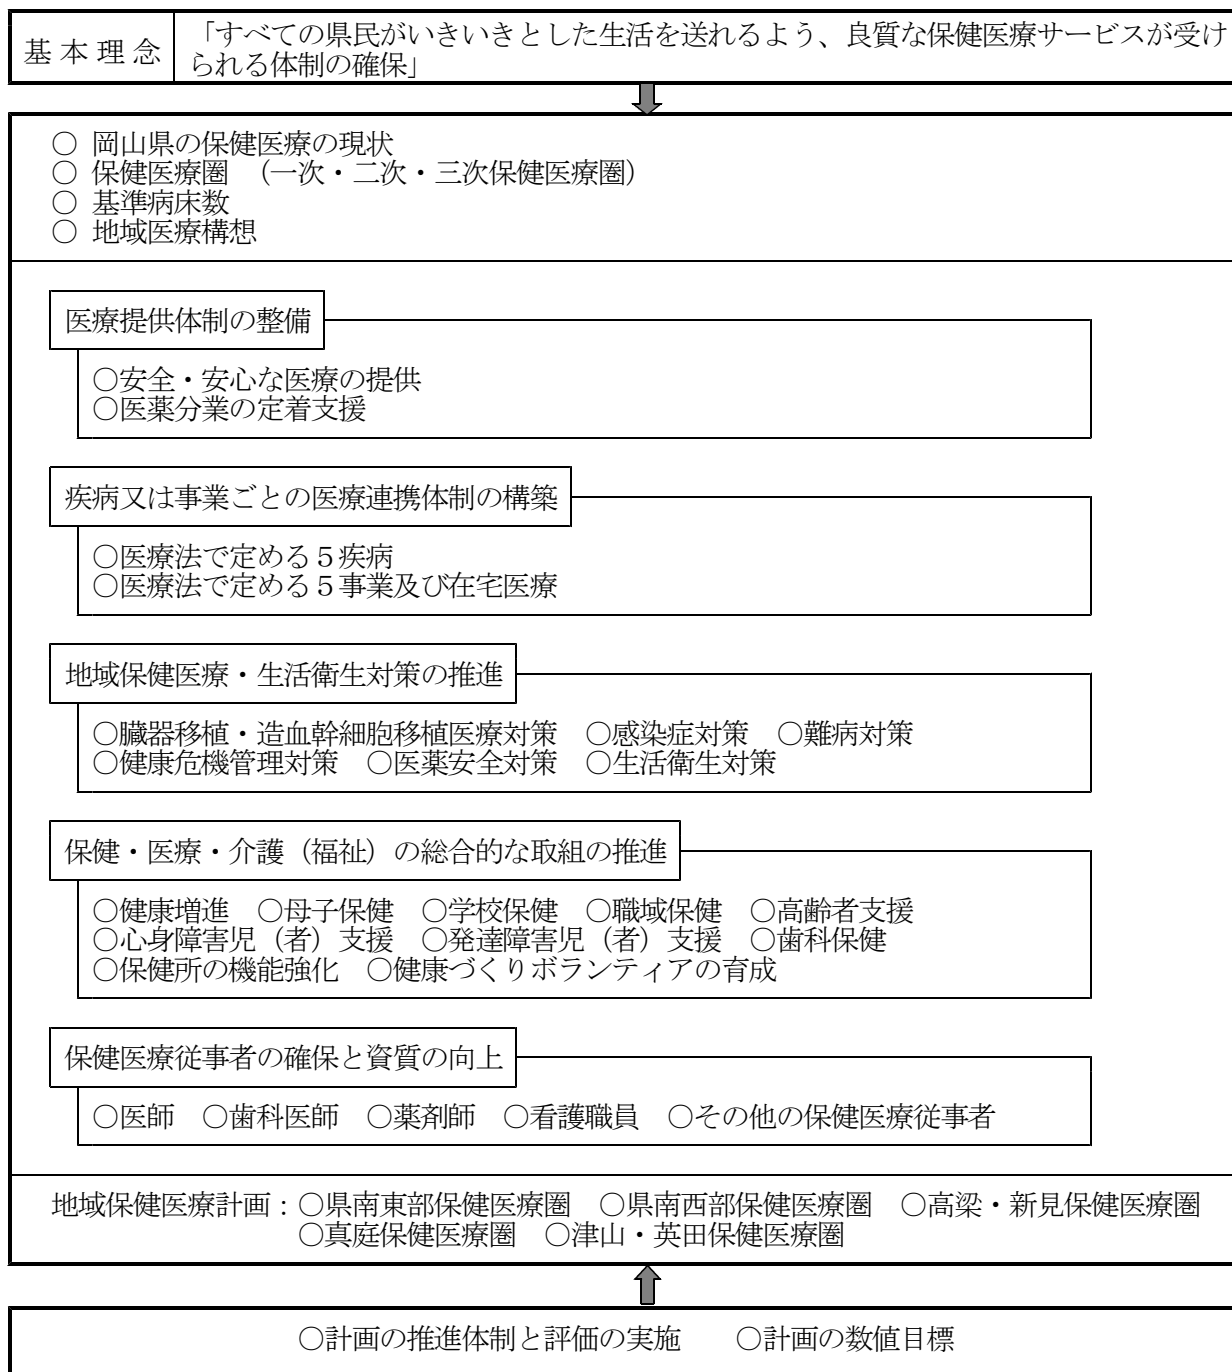 基本理念
「すべての県民がいきいきとした生活を送れるよう、良質な保健医療サービスが受け
られる体制の確保」
○ 岡山県の保健医療の現状
○ 保健医療圏 （一次・二次・三次保健医療圏）
○ 基準病床数
○ 地域医療構想
医療提供体制の整備
○安全・安心な医療の提供
○医薬分業の定着支援
疾病又は事業ごとの医療連携体制の構築
○医療法で定める５疾病
○医療法で定める５事業及び在宅医療
地域保健医療・生活衛生対策の推進
○臓器移植・造血幹細胞移植医療対策　○感染症対策　○難病対策
○健康危機管理対策　○医薬安全対策　○生活衛生対策
保健・医療・介護（福祉）の総合的な取組の推進
○健康増進　○母子保健　○学校保健　○職域保健　○高齢者支援
○心身障害児（者）支援　○発達障害児（者）支援　○歯科保健
○保健所の機能強化　○健康づくりボランティアの育成
保健医療従事者の確保と資質の向上
○医師　○歯科医師　○薬剤師　○看護職員　○その他の保健医療従事者
地域保健医療計画：○県南東部保健医療圏　○県南西部保健医療圏　○高梁・新見保健医療圏
○真庭保健医療圏　○津山・英田保健医療圏
○計画の推進体制と評価の実施　　○計画の数値目標